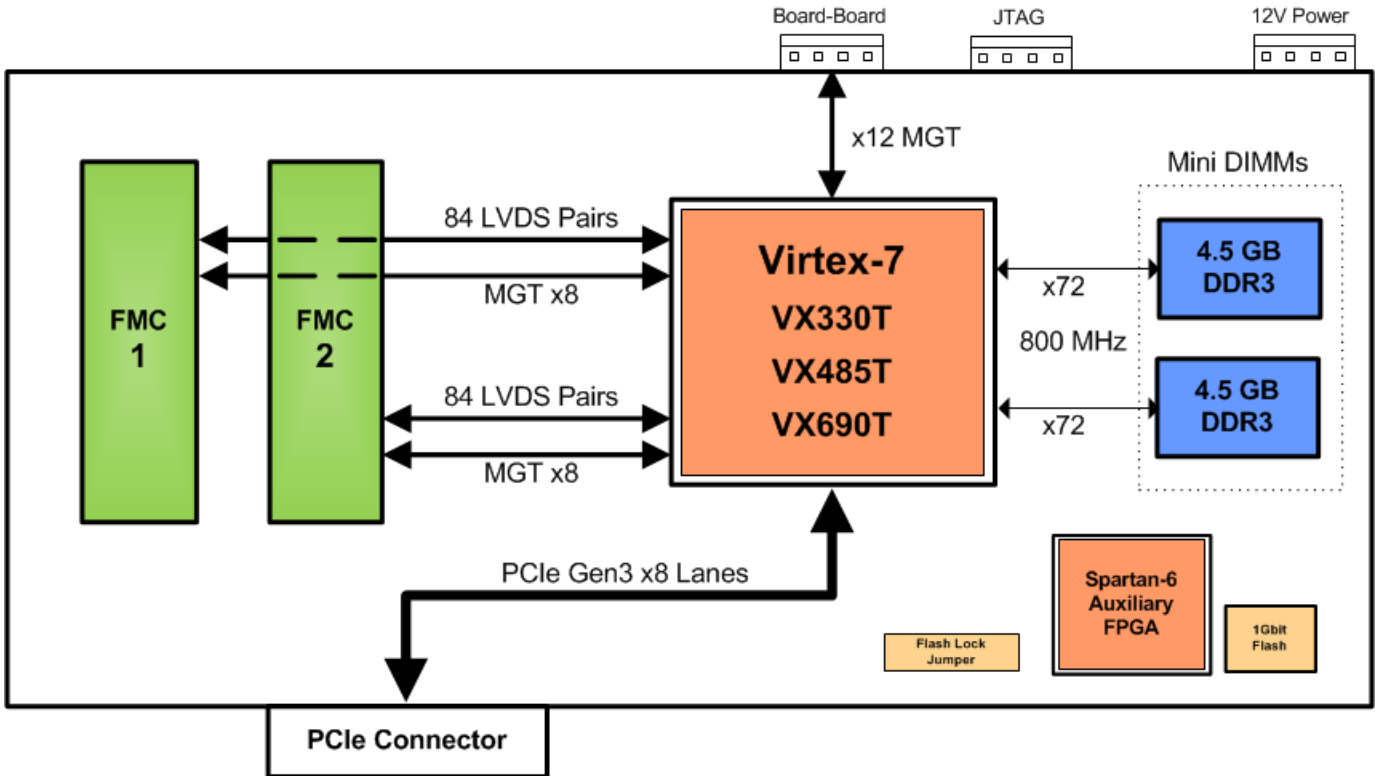 Board-Board
JTAG
12V Power
x12 MGT
Mini DIMMs
84 LVDS Pairs
MGT x8
FMC
1
FMC
2
84 LVDS Pairs
MGT x8
Virtex-7
VX330T
VX485T
VX690T
x72
800 MHz
x72
4.5 GB
DDR3
4.5 GB
DDR3
PCIe Gen3 x8 Lanes
Spartan-6
Auxiliary
FPGA
1Gbit
Flash
Flash Lock
Jumper
PCIe Connector